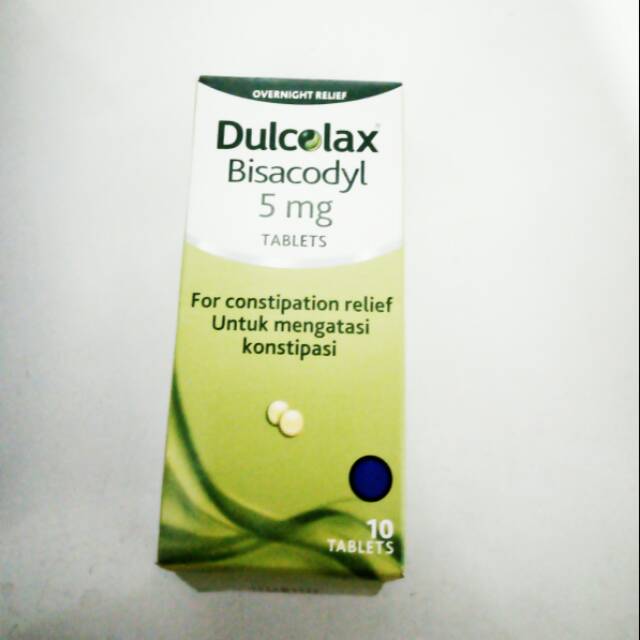 OVERNIGHT RELIEF
Dulcolax
Bisacodyl
5 mg
TABLETS
For constipation relief
Untuk mengatasi
konstipasi
10
TABLETS